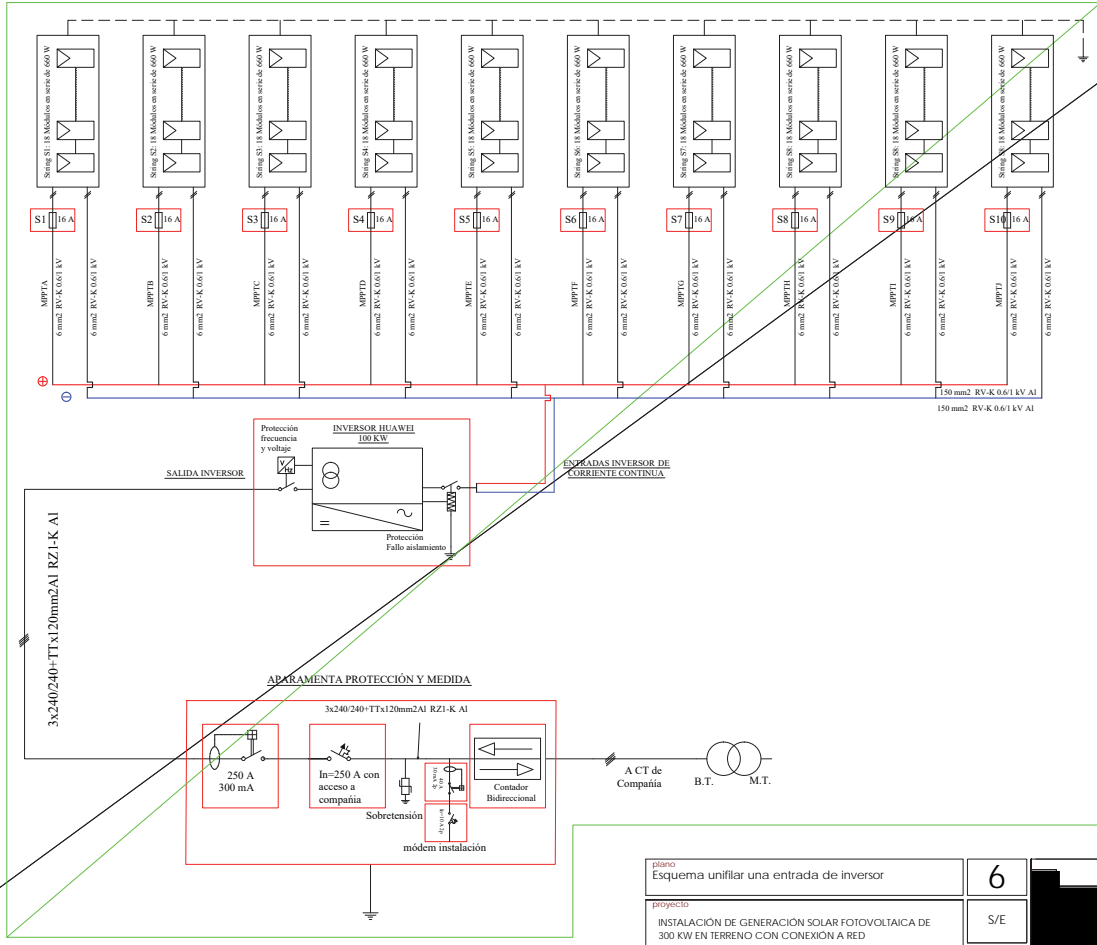 String S1: 18 Módulos en serie de 660 W
String S2: 18 Módulos en serie de 660 W
String S3: 18 Módulos en serie de 660 W
String S4: 18 Módulos en serie de 660 W
String S5: 18 Módulos en serie de 660 W
String S6: 18 Módulos en serie de 660 W
String S7: 18 Módulos en serie de 660 W
String S8: 18 Módulos en serie de 660 W
String S8: 18 Módulos en serie de 660 W
String S8: 18 Módulos en serie de 660 W
S1 16 A
S2 16 A
S3 16 A
S4 16 A
S5 16 A
S6 16 A
S7 16 A
S8 16 A
S9 16 A
S10 16 A
MPPTA
6 mm2 RV-K 0.6/1 kV
6 mm2 RV-K 0.6/1 kV
MPPTB
6 mm2 RV-K 0.6/1 kV
6 mm2 RV-K 0.6/1 kV
MPPTC
6 mm2 RV-K 0.6/1 kV
6 mm2 RV-K 0.6/1 kV
MPPTD
6 mm2 RV-K 0.6/1 kV
6 mm2 RV-K 0.6/1 kV
MPPTE
6 mm2 RV-K 0.6/1 kV
6 mm2 RV-K 0.6/1 kV
MPPTF
6 mm2 RV-K 0.6/1 kV
6 mm2 RV-K 0.6/1 kV
MPPTG
6 mm2 RV-K 0.6/1 kV
6 mm2 RV-K 0.6/1 kV
MPPTH
6 mm2 RV-K 0.6/1 kV
6 mm2 RV-K 0.6/1 kV
MPPTI
6 mm2 RV-K 0.6/1 kV
6 mm2 RV-K 0.6/1 kV
MPPTJ
6 mm2 RV-K 0.6/1 kV
6 mm2 RV-K 0.6/1 kV
150 mm2 RV-K 0.6/1 kV Al
150 mm2 RV-K 0.6/1 kV Al
Protección
frecuencia
y voltaje
INVERSOR HUAWEI
100 KW
V
Hz
SALIDA INVERSOR
ENTRADAS INVERSOR DE
CORRIENTE CONTINUA
Protección
Fallo aislamiento
3x240/240+TTx120mm2Al RZ1-K Al
APARAMENTA PROTECCIÓN Y MEDIDA
3x240/240+TTx120mm2Al RZ1-K Al
250 A
300 mA
In=250 A con
acceso a
compañia
Sobretensión
40 A
30 mA 2p
In=10 A 2p
módem instalación
Contador
Bidireccional
A CT de
Compañía
B.T.
M.T.
plano
Esquema unifilar una entrada de inversor
6
proyecto
INSTALACIÓN DE GENERACIÓN SOLAR FOTOVOLTAICA DE
300 KW EN TERRENO CON CONEXIÓN A RED
S/E